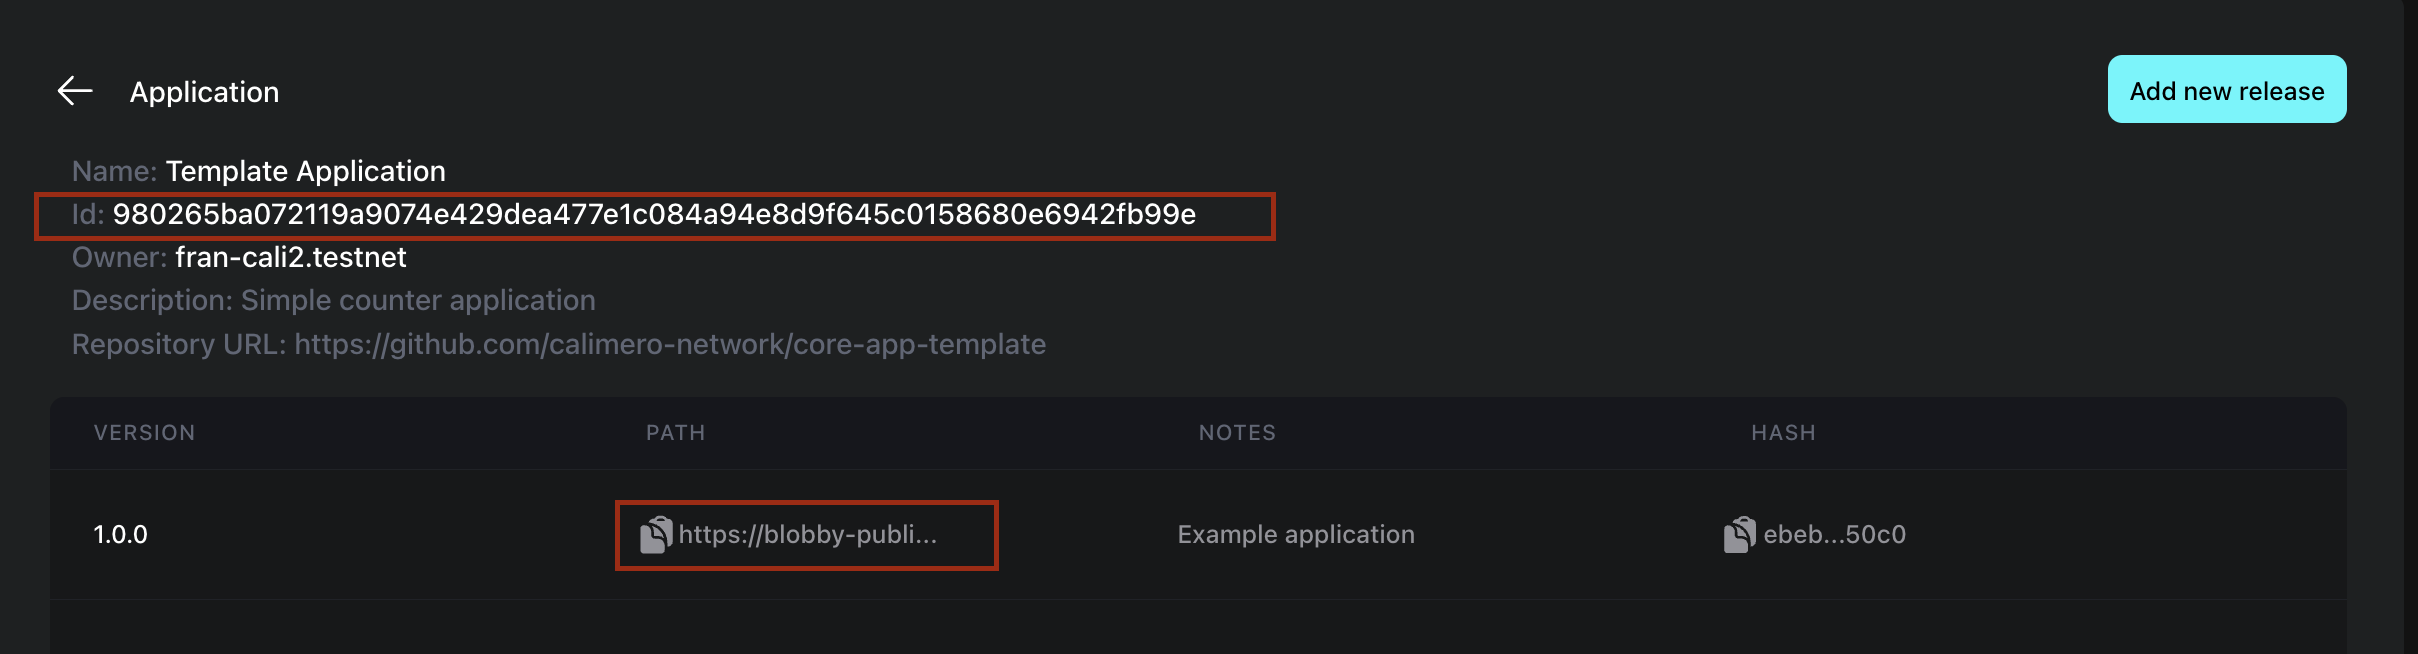 Application
Add new release
Name: Template Application
Id: 980265ba072119a9074e429dea477e1c084a94e8d9f645c0158680e6942fb99e
Owner: fran-cali2.testnet
Description: Simple counter application
Repository URL: https://github.com/calimero-network/core-app-template
VERSION PATH NOTES HASH
1.0.0 https://blobby-publi... Example application ebeb...50c0